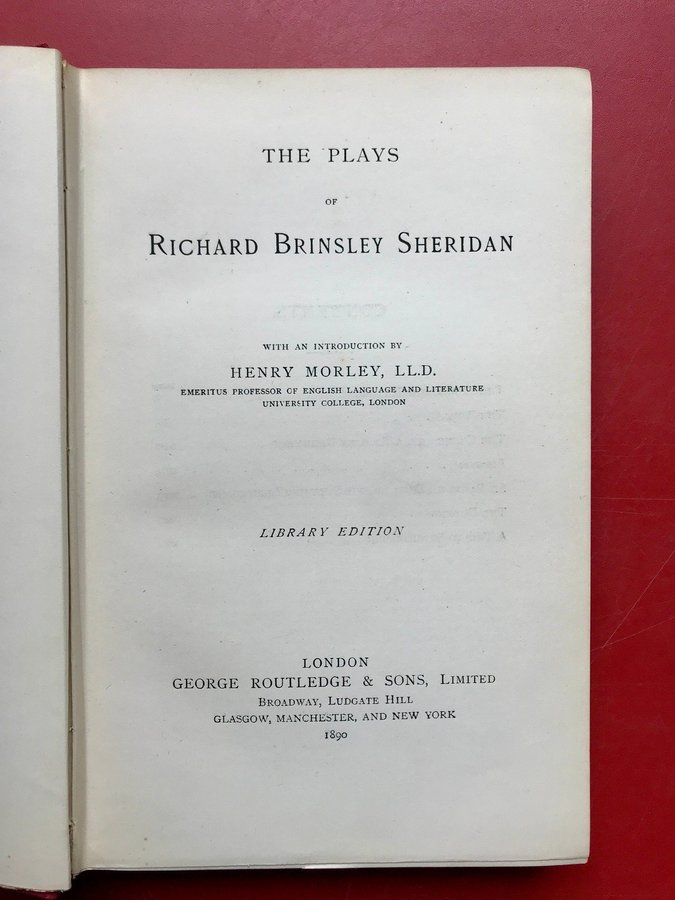 THE PLAYS
OF
RICHARD BRINSLEY SHERIDAN
WITH AN INTRODUCTION BY
HENRY MORLEY, LL.D.
EMERITUS PROFESSOR OF ENGLISH LANGUAGE AND LITERATURE
UNIVERSITY COLLEGE, LONDON
LIBRARY EDITION
LONDON
GEORGE ROUTLEDGE & SONS, LIMITED
BROADWAY, LUDGATE HILL
GLASGOW, MANCHESTER, AND NEW YORK
1890